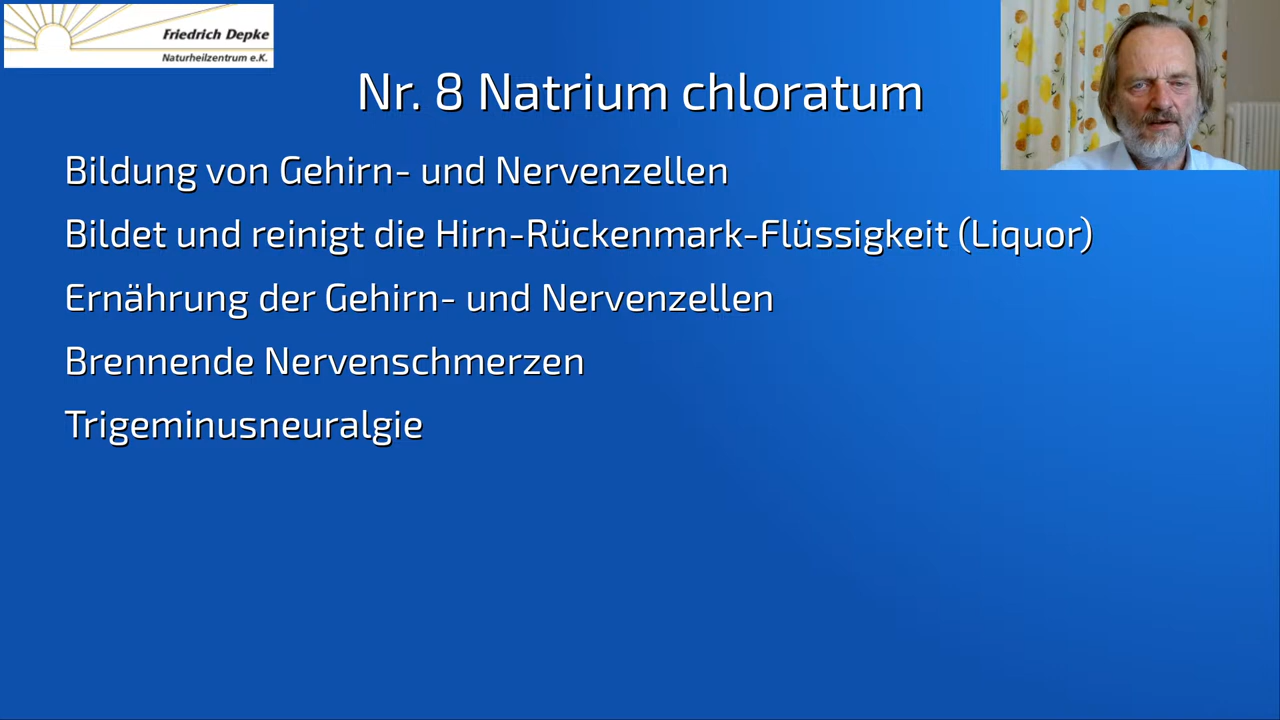 Friedrich Depke
Naturheilzentrum e.K.
Nr. 8 Natrium chloratum
Bildung von Gehirn- und Nervenzellen
Bildet und reinigt die Hirn-Rückenmark-Flüssigkeit (Liquor)
Ernährung der Gehirn- und Nervenzellen
Brennende Nervenschmerzen
Trigeminusneuralgie